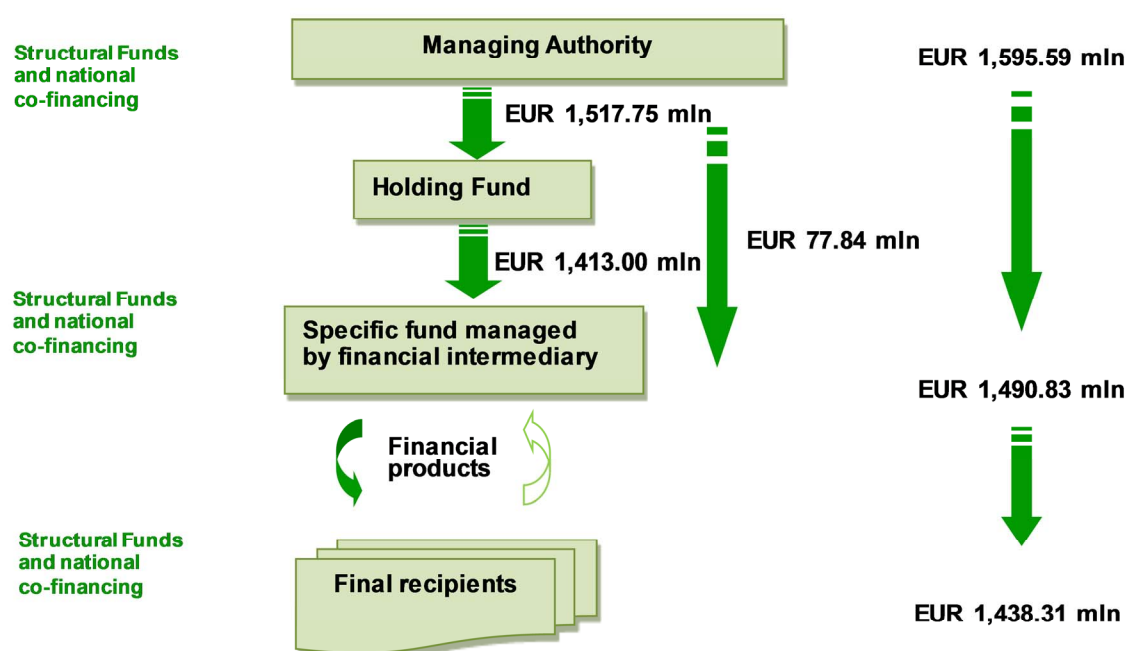 Structural Funds
and national
co-financing
Managing Authority
EUR 1,595.59 mln
EUR 1,517.75 mln
Holding Fund
EUR 77.84 mln
EUR 1,413.00 mln
Structural Funds
and national
co-financing
Specific fund managed
by financial intermediary
EUR 1,490.83 mln
Financial
products
Structural Funds
and national
co-financing
Final recipients
EUR 1,438.31 mln